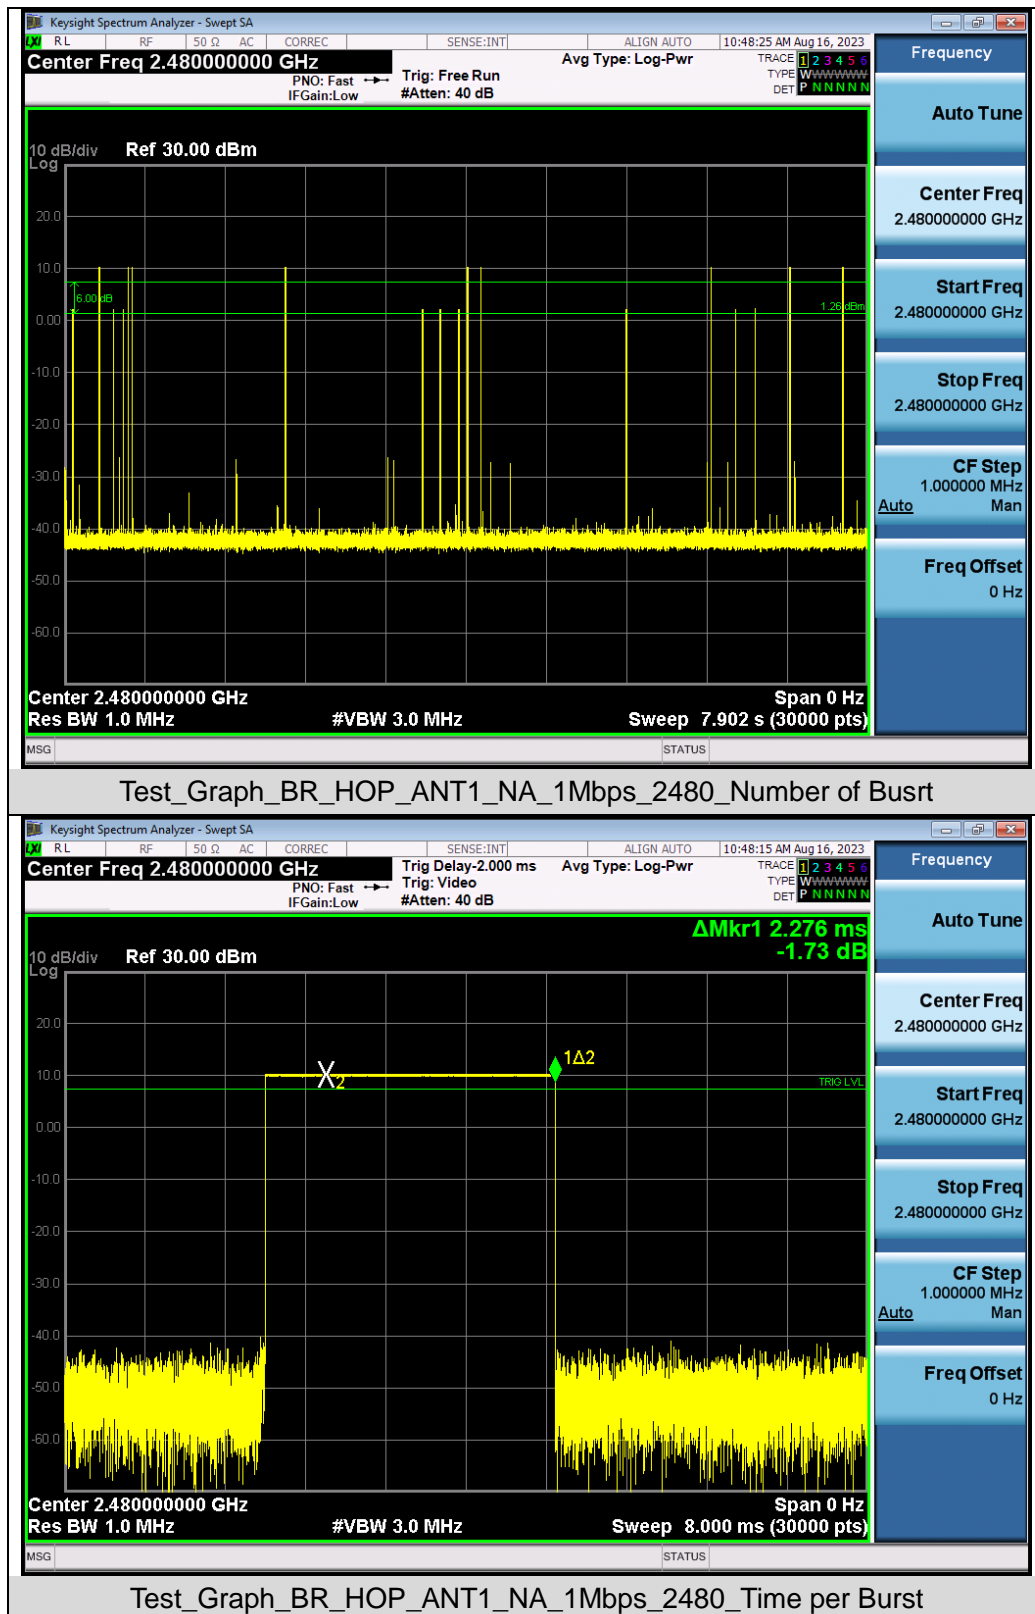 Keysight Spectrum Analyzer - Swept SA
LXI RL RF 50 Ω AC CORREC SENSE:INT ALIGN AUTO 10:48:25 AM Aug 16, 2023
Center Freq 2.480000000 GHz
PNO: Fast
IFGain:Low
Trig: Free Run
#Atten: 40 dB
Avg Type: Log-Pwr
TRACE 1 2 3 4 5 6
TYPE WWWWWW
DET P N N N N N
10 dB/div Ref 30.00 dBm
Log
20.0
10.0
6.00 dB
1.26 dBm
0.00
-10.0
-20.0
-30.0
-40.0
-50.0
-60.0
Center 2.480000000 GHz Span 0 Hz
Res BW 1.0 MHz #VBW 3.0 MHz Sweep 7.902 s (30000 pts)
MSG STATUS
Frequency
Auto Tune
Center Freq
2.480000000 GHz
Start Freq
2.480000000 GHz
Stop Freq
2.480000000 GHz
CF Step
1.000000 MHz
Auto Man
Freq Offset
0 Hz
Test_Graph_BR_HOP_ANT1_NA_1Mbps_2480_Number of Busrt
Keysight Spectrum Analyzer - Swept SA
LXI RL RF 50 Ω AC CORREC SENSE:INT ALIGN AUTO 10:48:15 AM Aug 16, 2023
Center Freq 2.480000000 GHz
PNO: Fast
IFGain:Low
Trig Delay-2.000 ms
Trig: Video
#Atten: 40 dB
Avg Type: Log-Pwr
TRACE 1 2 3 4 5 6
TYPE WWWWWW
DET P N N N N N
ΔMkr1 2.276 ms
-1.73 dB
10 dB/div Ref 30.00 dBm
Log
20.0
1Δ2
10.0
X2
TRIG LVL
0.00
-10.0
-20.0
-30.0
-40.0
-50.0
-60.0
Center 2.480000000 GHz Span 0 Hz
Res BW 1.0 MHz #VBW 3.0 MHz Sweep 8.000 ms (30000 pts)
MSG STATUS
Frequency
Auto Tune
Center Freq
2.480000000 GHz
Start Freq
2.480000000 GHz
Stop Freq
2.480000000 GHz
CF Step
1.000000 MHz
Auto Man
Freq Offset
0 Hz
Test_Graph_BR_HOP_ANT1_NA_1Mbps_2480_Time per Burst